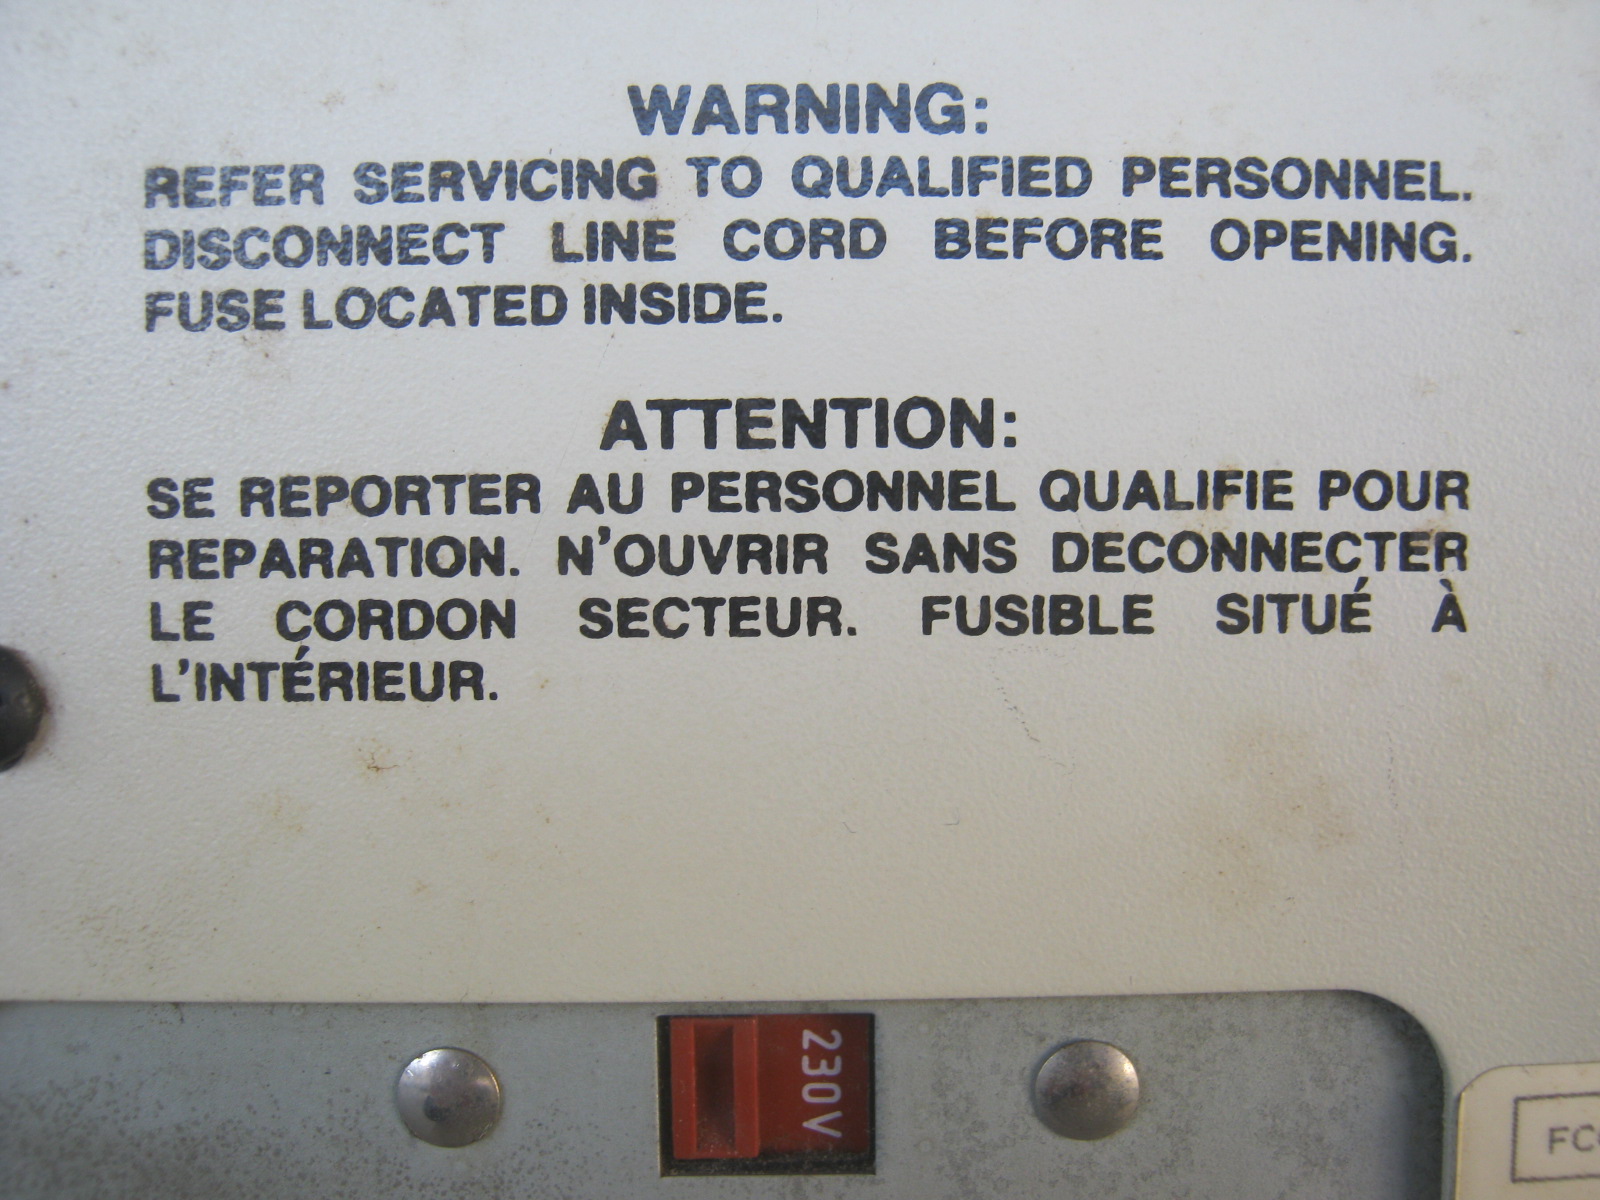 WARNING:
REFER SERVICING TO QUALIFIED PERSONNEL.
DISCONNECT LINE CORD BEFORE OPENING.
FUSE LOCATED INSIDE.
ATTENTION:
SE REPORTER AU PERSONNEL QUALIFIE POUR
REPARATION. N'OUVRIR SANS DECONNECTER
LE CORDON SECTEUR. FUSIBLE SITUÉ À
L'INTÉRIEUR.
230V